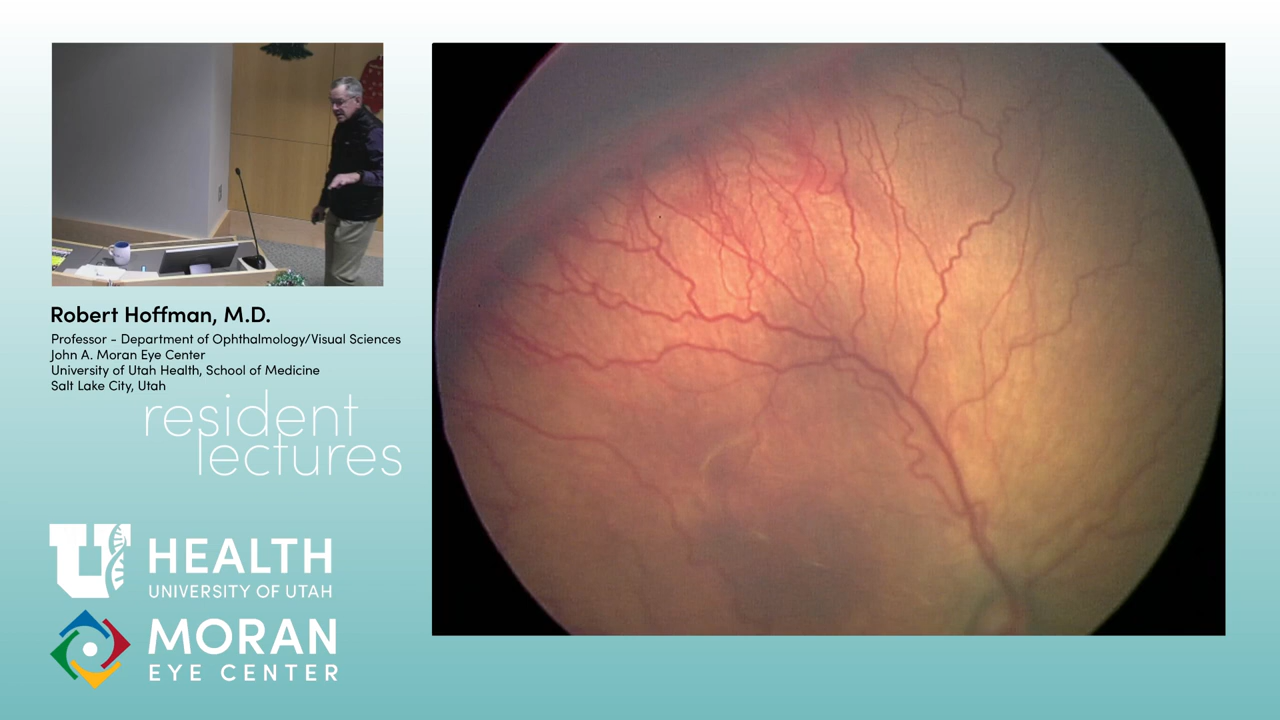 Robert Hoffman, M.D.
Professor - Department of Ophthalmology/Visual Sciences
John A. Moran Eye Center
University of Utah Health, School of Medicine
Salt Lake City, Utah
resident
lectures
U
HEALTH
UNIVERSITY OF UTAH
MORAN
EYE CENTER